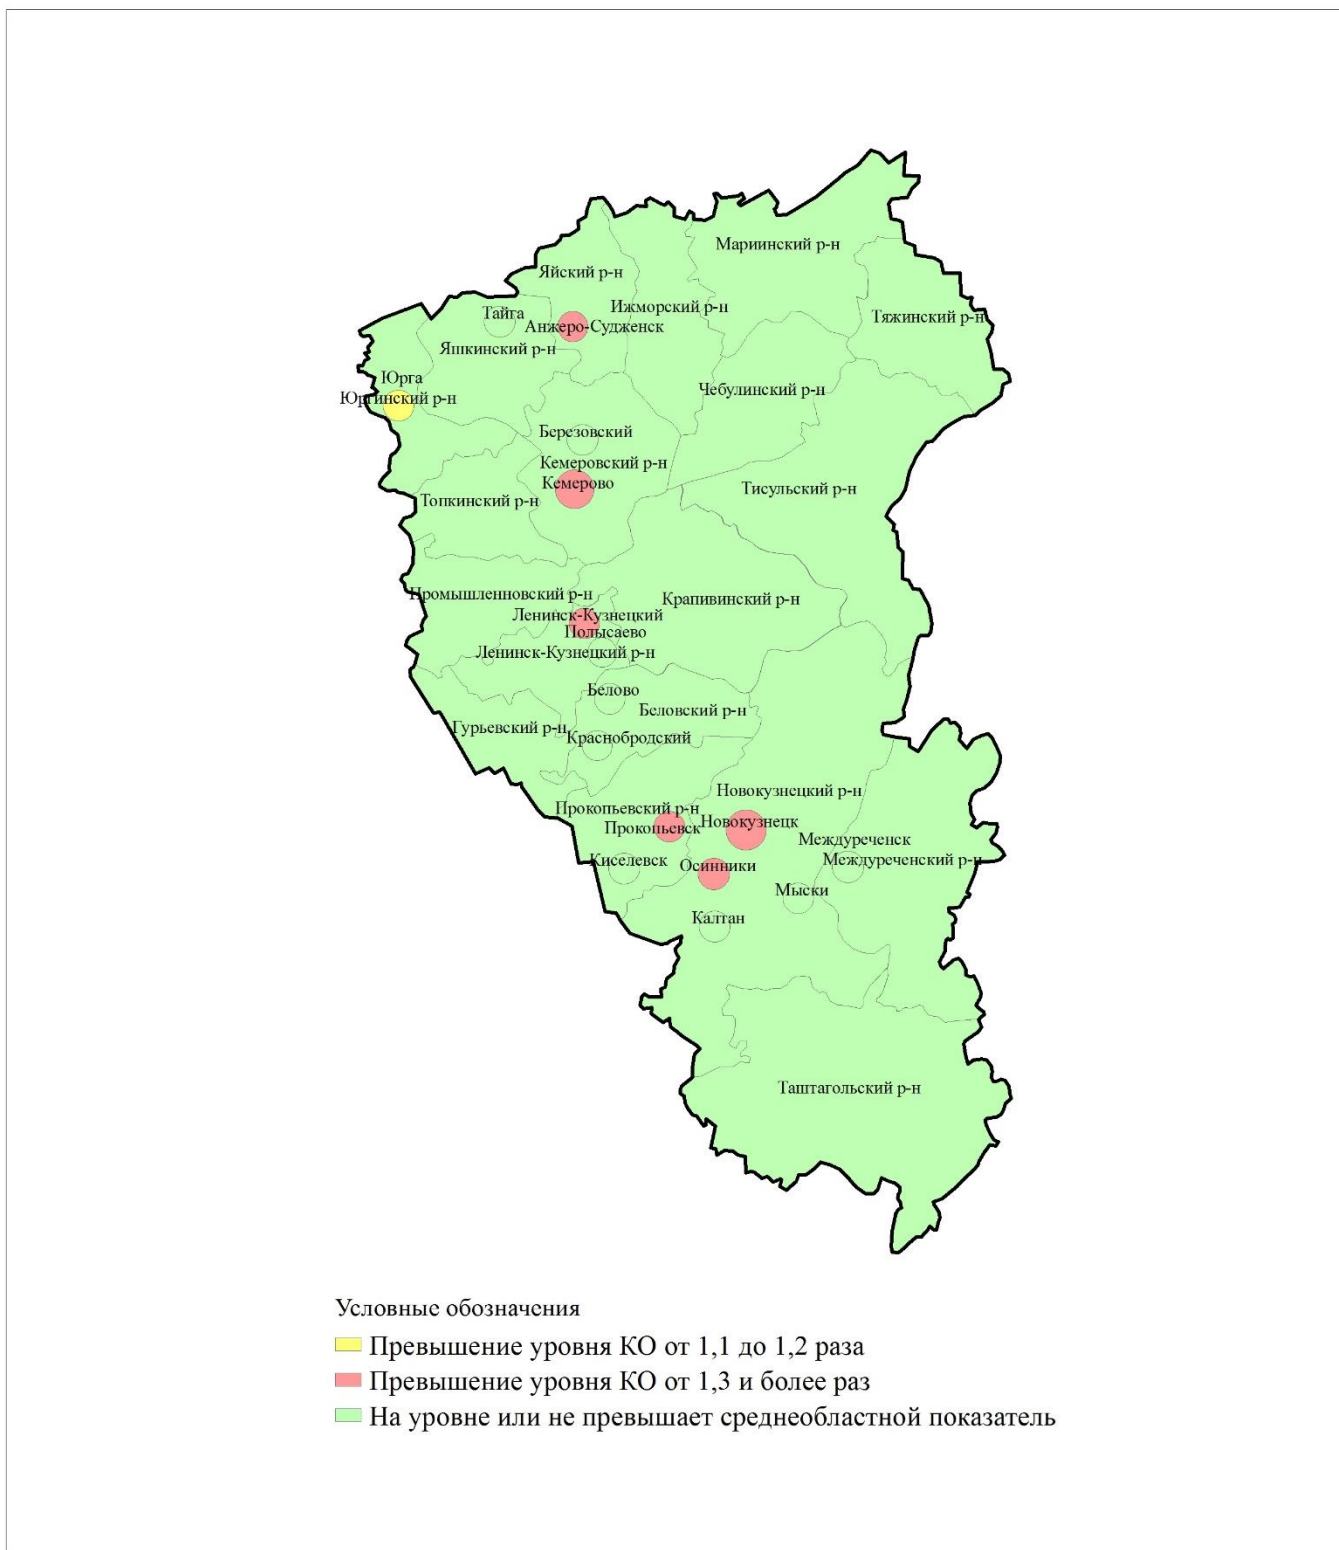 Мариинский р-н
Яйский р-н
Ижморский р-н
Тайга
Тяжинский р-н
Анжеро-Судженск
Яшкинский р-н
Юрга
Чебулинский р-н
Юргинский р-н
Березовский
Кемеровский р-н
Кемерово
Тисульский р-н
Топкинский р-н
Промышленновский р-н
Крапивинский р-н
Ленинск-Кузнецкий
Полысаево
Ленинск-Кузнецкий р-н
Белово
Беловский р-н
Гурьевский р-н
Краснобродский
Новокузнецкий р-н
Прокопьевский р-н
Новокузнецк
Прокопьевск
Междуреченск
Киселевск
Междуреченский р-н
Осинники
Мыски
Калтан
Таштагольский р-н
Условные обозначения
Превышение уровня КО от 1,1 до 1,2 раза
Превышение уровня КО от 1,3 и более раз
На уровне или не превышает среднеобластной показатель